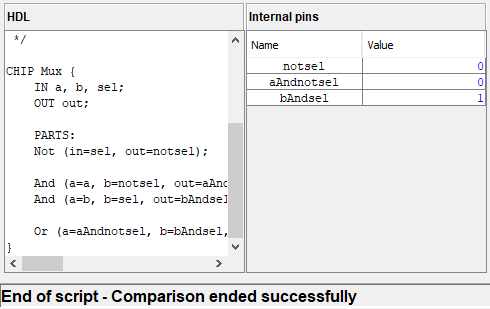 HDL
*/
CHIP Mux {
IN a, b, sel;
OUT out;
PARTS:
Not (in=sel, out=notsel);
And (a=a, b=notsel, out=aAnd
And (a=b, b=sel, out=bAndsel
Or (a=aAndnotsel, b=bAndsel,
}
Internal pins
Name Value
notsel 0
aAndnotsel 0
bAndsel 1
End of script - Comparison ended successfully